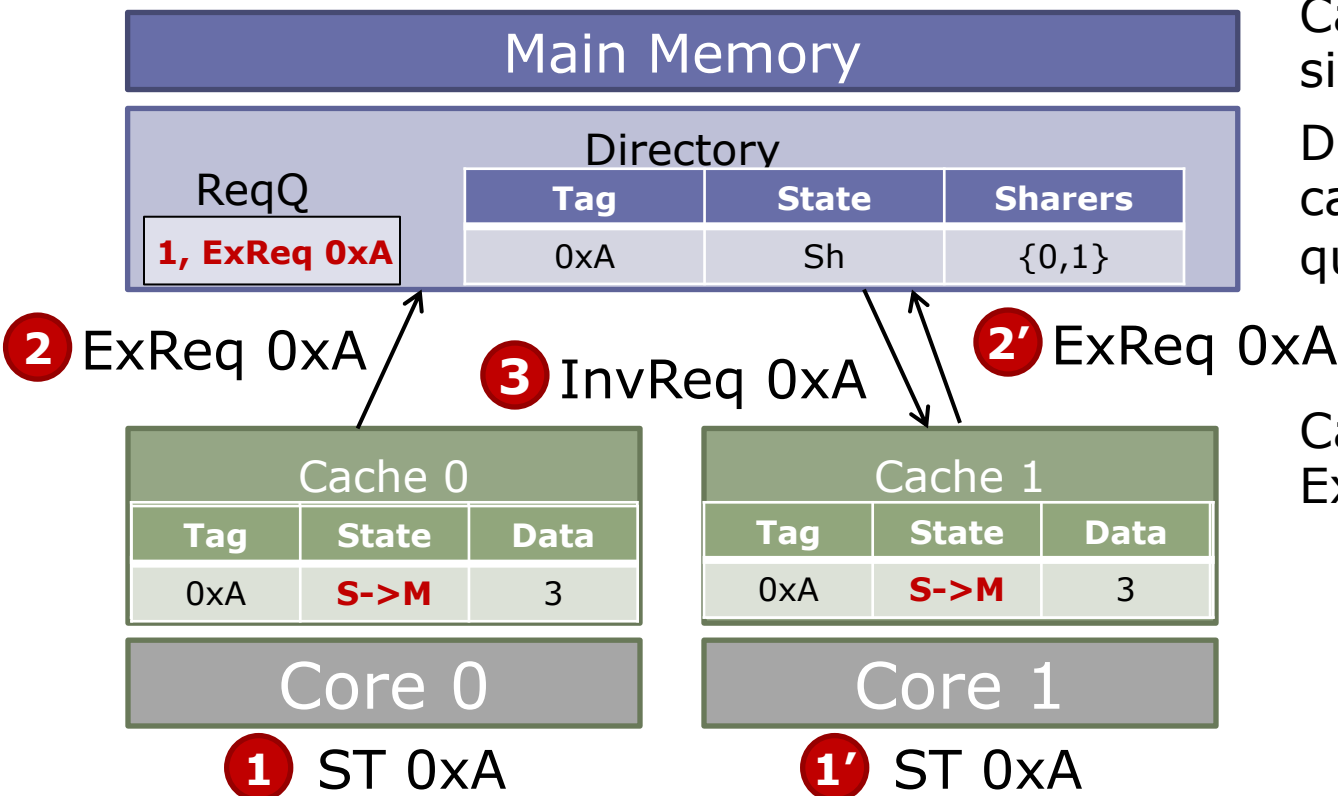 Main Memory
Directory
ReqQ
Tag State Sharers
1, ExReq 0xA
0xA Sh {0,1}
2 ExReq 0xA
3 InvReq 0xA
2′ ExReq 0xA
Cache 0
Tag State Data
0xA S->M 3
Core 0
1 ST 0xA
Cache 1
Tag State Data
0xA S->M 3
Core 1
1′ ST 0xA